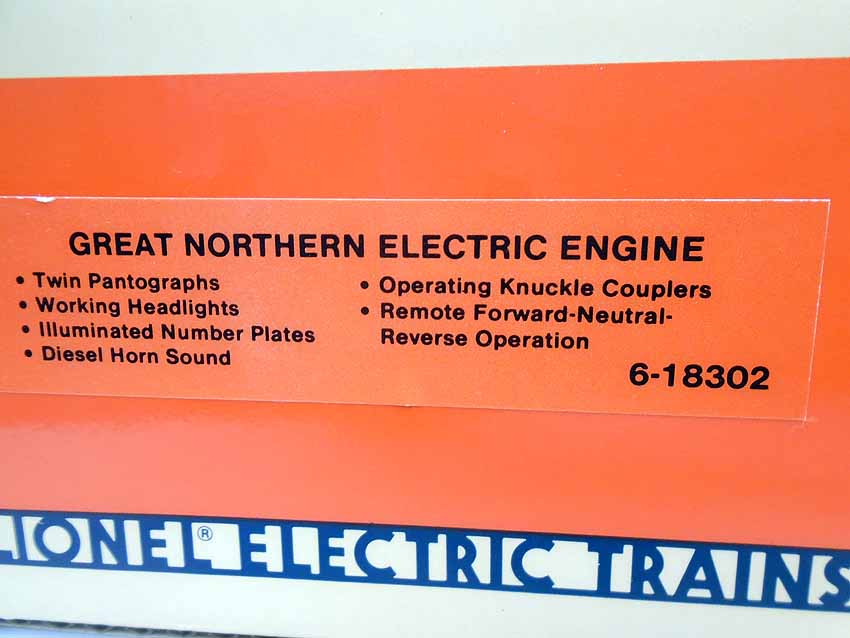 GREAT NORTHERN ELECTRIC ENGINE
• Twin Pantographs
• Working Headlights
• Illuminated Number Plates
• Diesel Horn Sound
• Operating Knuckle Couplers
• Remote Forward-Neutral-
Reverse Operation
6-18302
LIONEL® ELECTRIC TRAINS